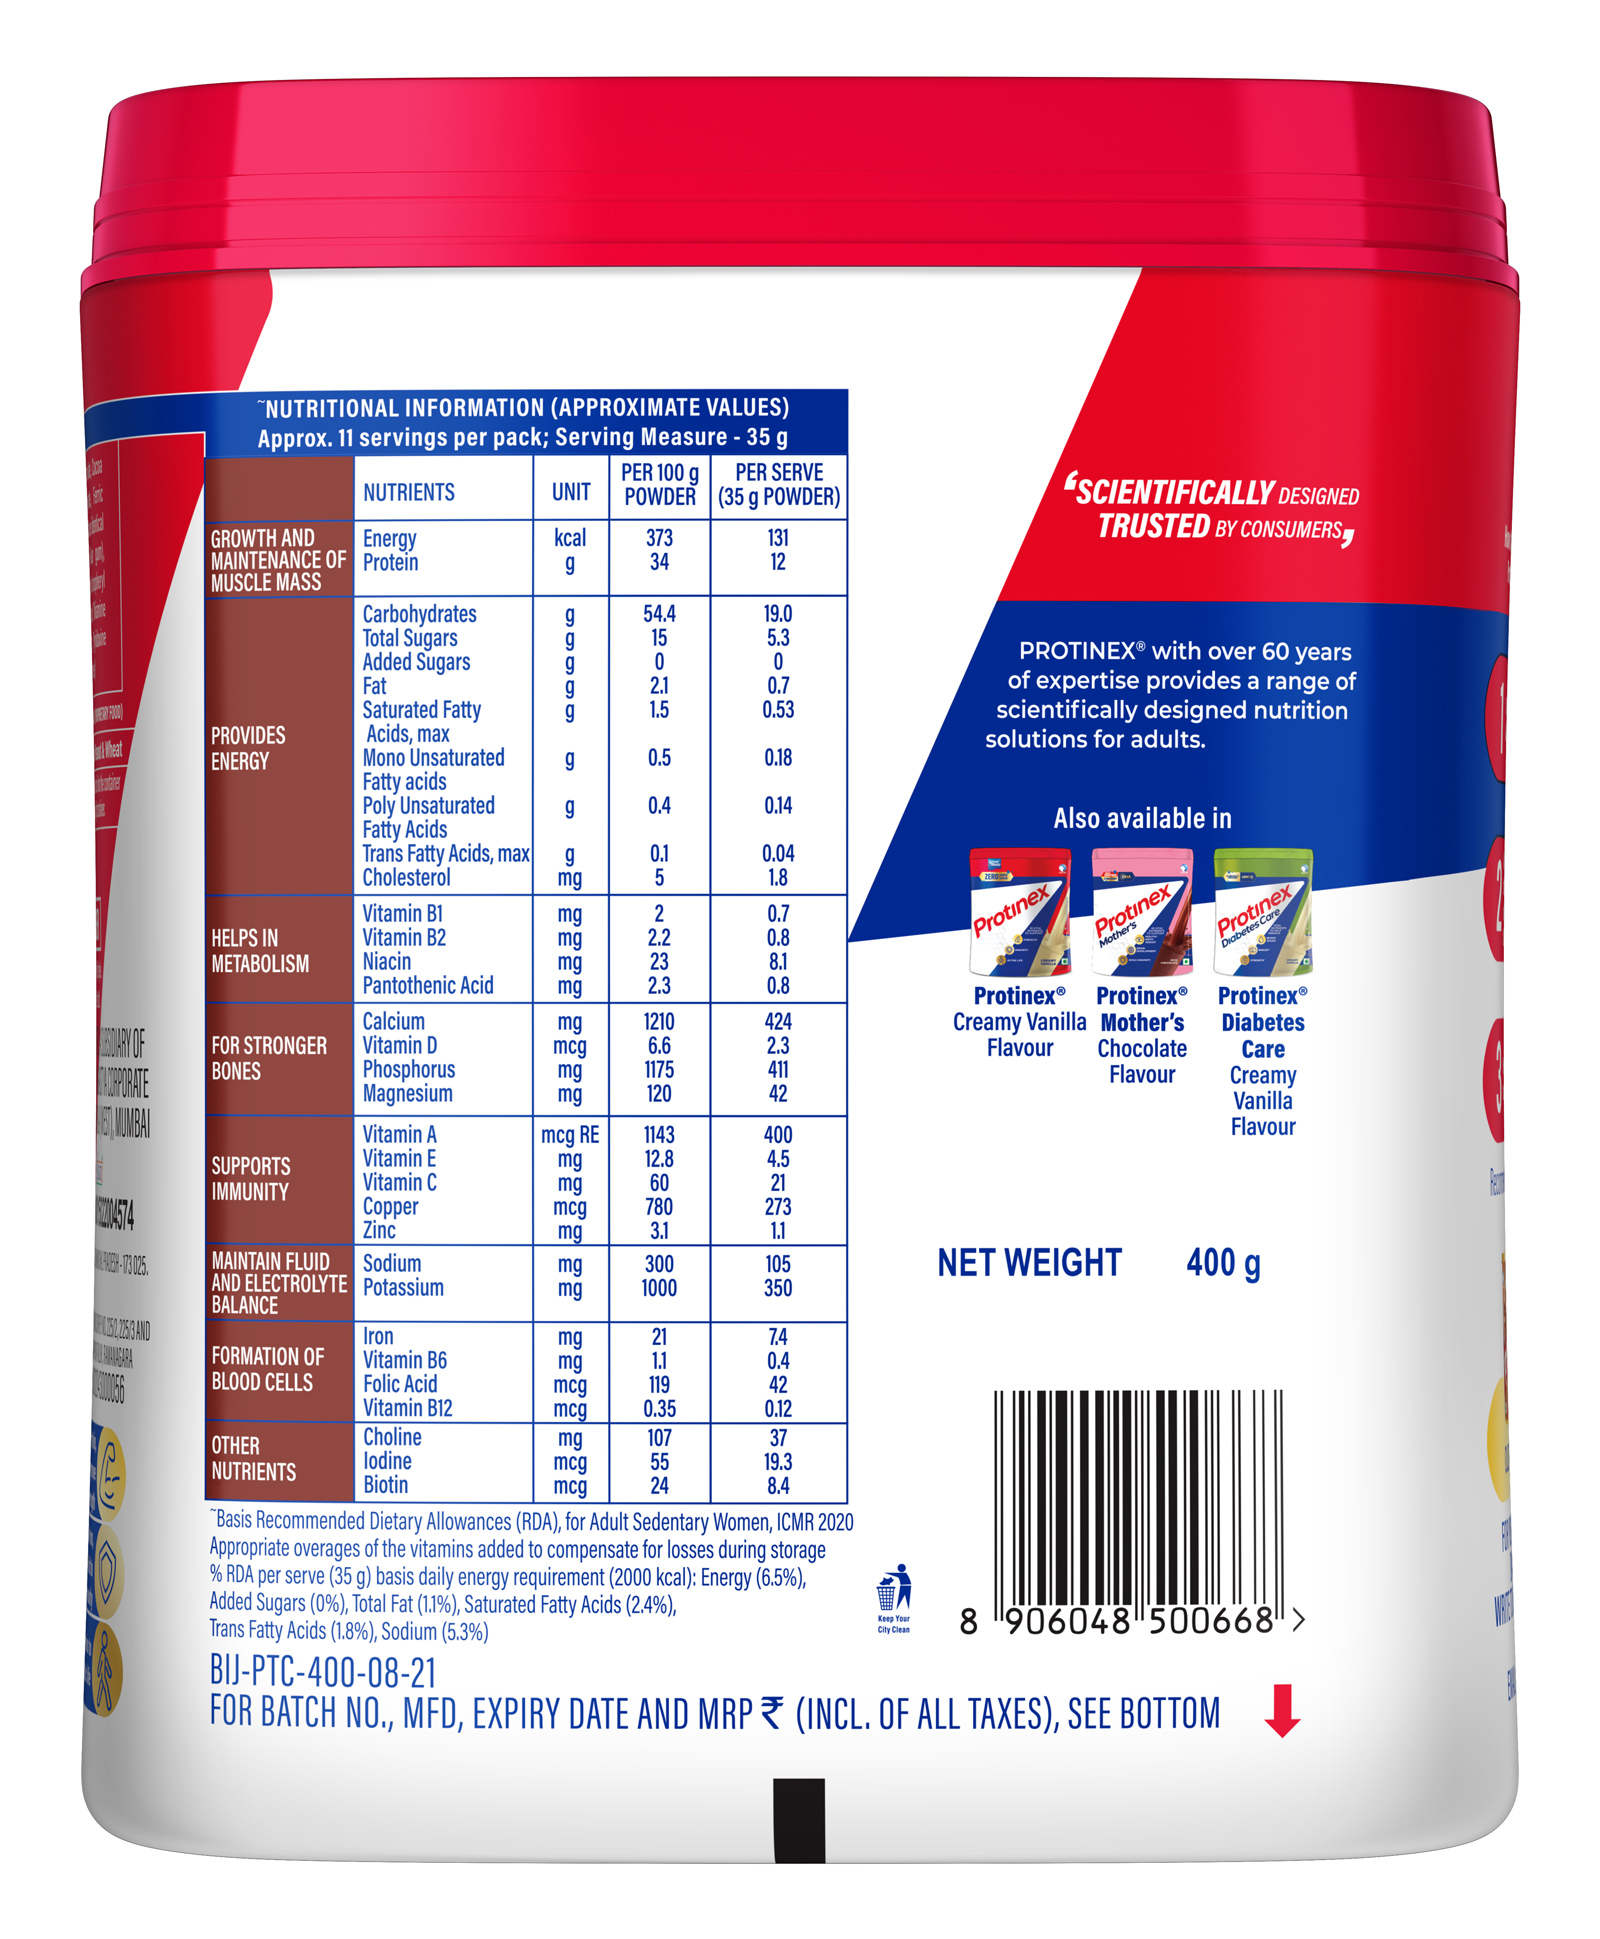 ~NUTRITIONAL INFORMATION (APPROXIMATE VALUES)
Approx. 11 servings per pack; Serving Measure - 35 g
NUTRIENTS UNIT PER 100 g POWDER PER SERVE (35 g POWDER)
GROWTH AND
MAINTENANCE OF
MUSCLE MASS
Energy kcal 373 131
Protein g 34 12
PROVIDES
ENERGY
Carbohydrates g 54.4 19.0
Total Sugars g 15 5.3
Added Sugars g 0 0
Fat g 2.1 0.7
Saturated Fatty g 1.5 0.53
Acids, max
Mono Unsaturated g 0.5 0.18
Fatty acids
Poly Unsaturated g 0.4 0.14
Fatty Acids
Trans Fatty Acids, max g 0.1 0.04
Cholesterol mg 5 1.8
HELPS IN
METABOLISM
Vitamin B1 mg 2 0.7
Vitamin B2 mg 2.2 0.8
Niacin mg 23 8.1
Pantothenic Acid mg 2.3 0.8
FOR STRONGER
BONES
Calcium mg 1210 424
Vitamin D mcg 6.6 2.3
Phosphorus mg 1175 411
Magnesium mg 120 42
SUPPORTS
IMMUNITY
Vitamin A mcg RE 1143 400
Vitamin E mg 12.8 4.5
Vitamin C mg 60 21
Copper mcg 780 273
Zinc mg 3.1 1.1
MAINTAIN FLUID
AND ELECTROLYTE
BALANCE
Sodium mg 300 105
Potassium mg 1000 350
FORMATION OF
BLOOD CELLS
Iron mg 21 7.4
Vitamin B6 mg 1.1 0.4
Folic Acid mcg 119 42
Vitamin B12 mcg 0.35 0.12
OTHER
NUTRIENTS
Choline mg 107 37
Iodine mcg 55 19.3
Biotin mcg 24 8.4
~Basis Recommended Dietary Allowances (RDA), for Adult Sedentary Women, ICMR 2020
Appropriate overages of the vitamins added to compensate for losses during storage
% RDA per serve (35 g) basis daily energy requirement (2000 kcal): Energy (6.5%),
Added Sugars (0%), Total Fat (1.1%), Saturated Fatty Acids (2.4%),
Trans Fatty Acids (1.8%), Sodium (5.3%)
BIJ-PTC-400-08-21
FOR BATCH NO., MFD, EXPIRY DATE AND MRP ₹ (INCL. OF ALL TAXES), SEE BOTTOM
‘SCIENTIFICALLY DESIGNED
TRUSTED BY CONSUMERS,
PROTINEX® with over 60 years
of expertise provides a range of
scientifically designed nutrition
solutions for adults.
Also available in
Protinex
Protinex
Mother's
Protinex
Diabetes Care
Protinex®
Creamy Vanilla
Flavour
Protinex®
Mother's
Chocolate
Flavour
Protinex®
Diabetes
Care
Creamy
Vanilla
Flavour
NET WEIGHT 400 g
Keep Your
City Clean
8 906048 500668 >
& Wheat
OF
CORPORATE
MUMBAI
- 173 025.
225/3 AND
1
2
3